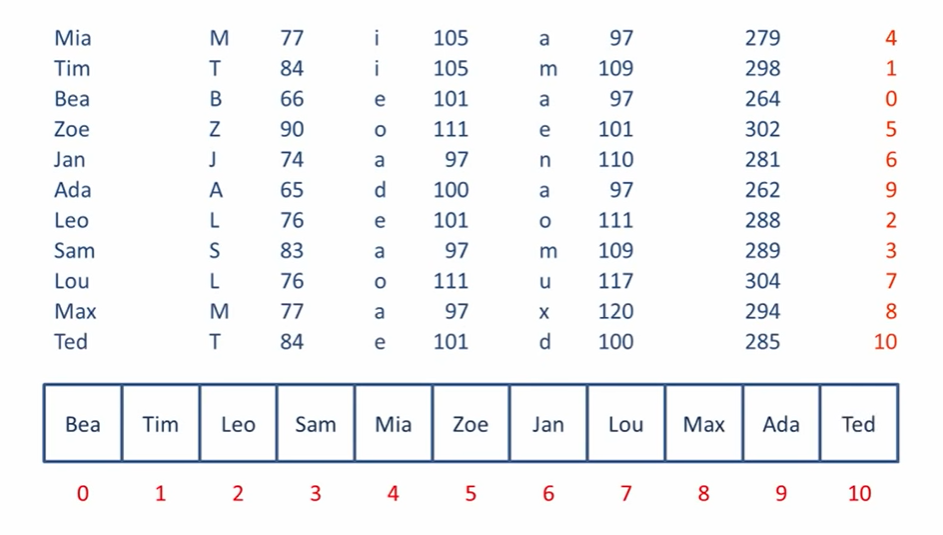 Mia M 77 i 105 a 97 279 4
Tim T 84 i 105 m 109 298 1
Bea B 66 e 101 a 97 264 0
Zoe Z 90 o 111 e 101 302 5
Jan J 74 a 97 n 110 281 6
Ada A 65 d 100 a 97 262 9
Leo L 76 e 101 o 111 288 2
Sam S 83 a 97 m 109 289 3
Lou L 76 o 111 u 117 304 7
Max M 77 a 97 x 120 294 8
Ted T 84 e 101 d 100 285 10
Bea Tim Leo Sam Mia Zoe Jan Lou Max Ada Ted
0 1 2 3 4 5 6 7 8 9 10